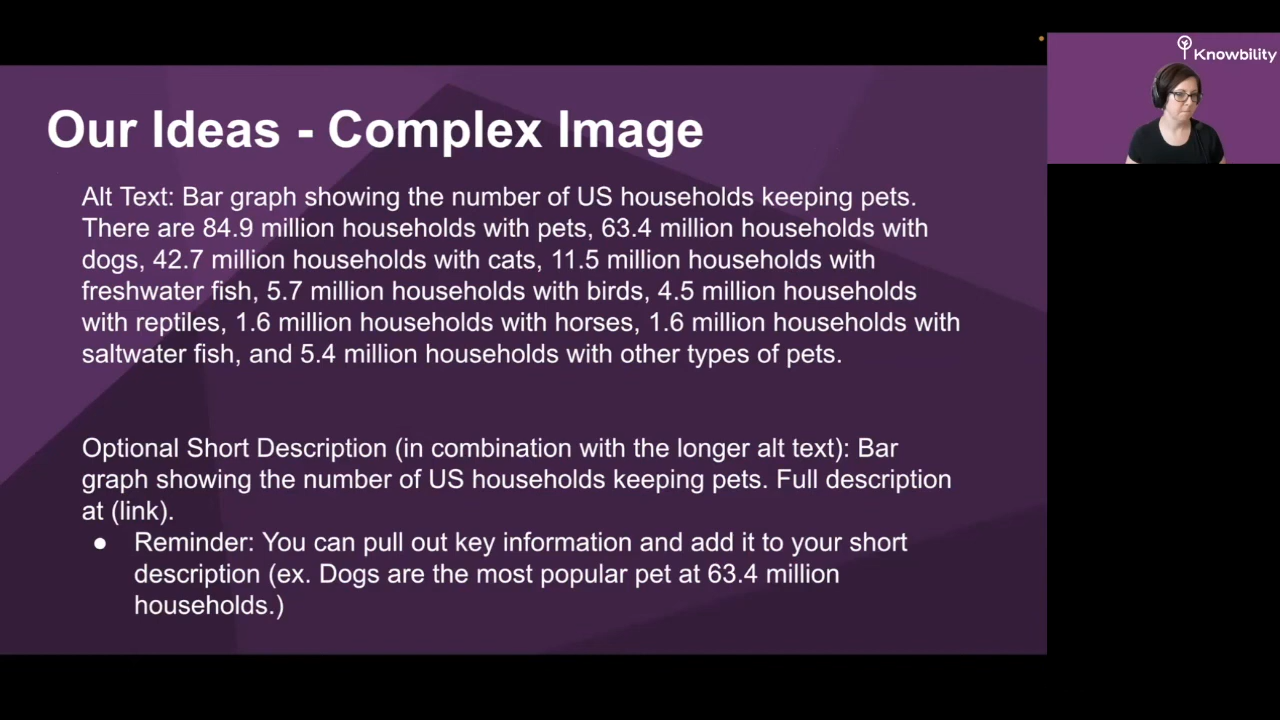 Our Ideas - Complex Image
Alt Text: Bar graph showing the number of US households keeping pets.
There are 84.9 million households with pets, 63.4 million households with
dogs, 42.7 million households with cats, 11.5 million households with
freshwater fish, 5.7 million households with birds, 4.5 million households
with reptiles, 1.6 million households with horses, 1.6 million households with
saltwater fish, and 5.4 million households with other types of pets.
Optional Short Description (in combination with the longer alt text): Bar
graph showing the number of US households keeping pets. Full description
at (link).
● Reminder: You can pull out key information and add it to your short
description (ex. Dogs are the most popular pet at 63.4 million
households.)
Knowbility